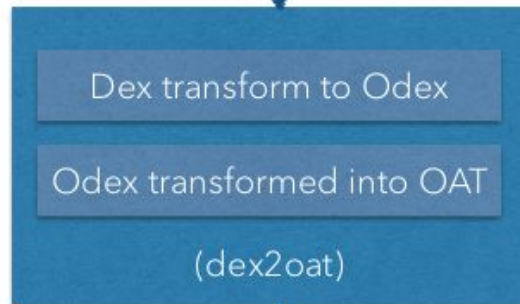 Dex transform to Odex
Odex transformed into OAT
(dex2oat)